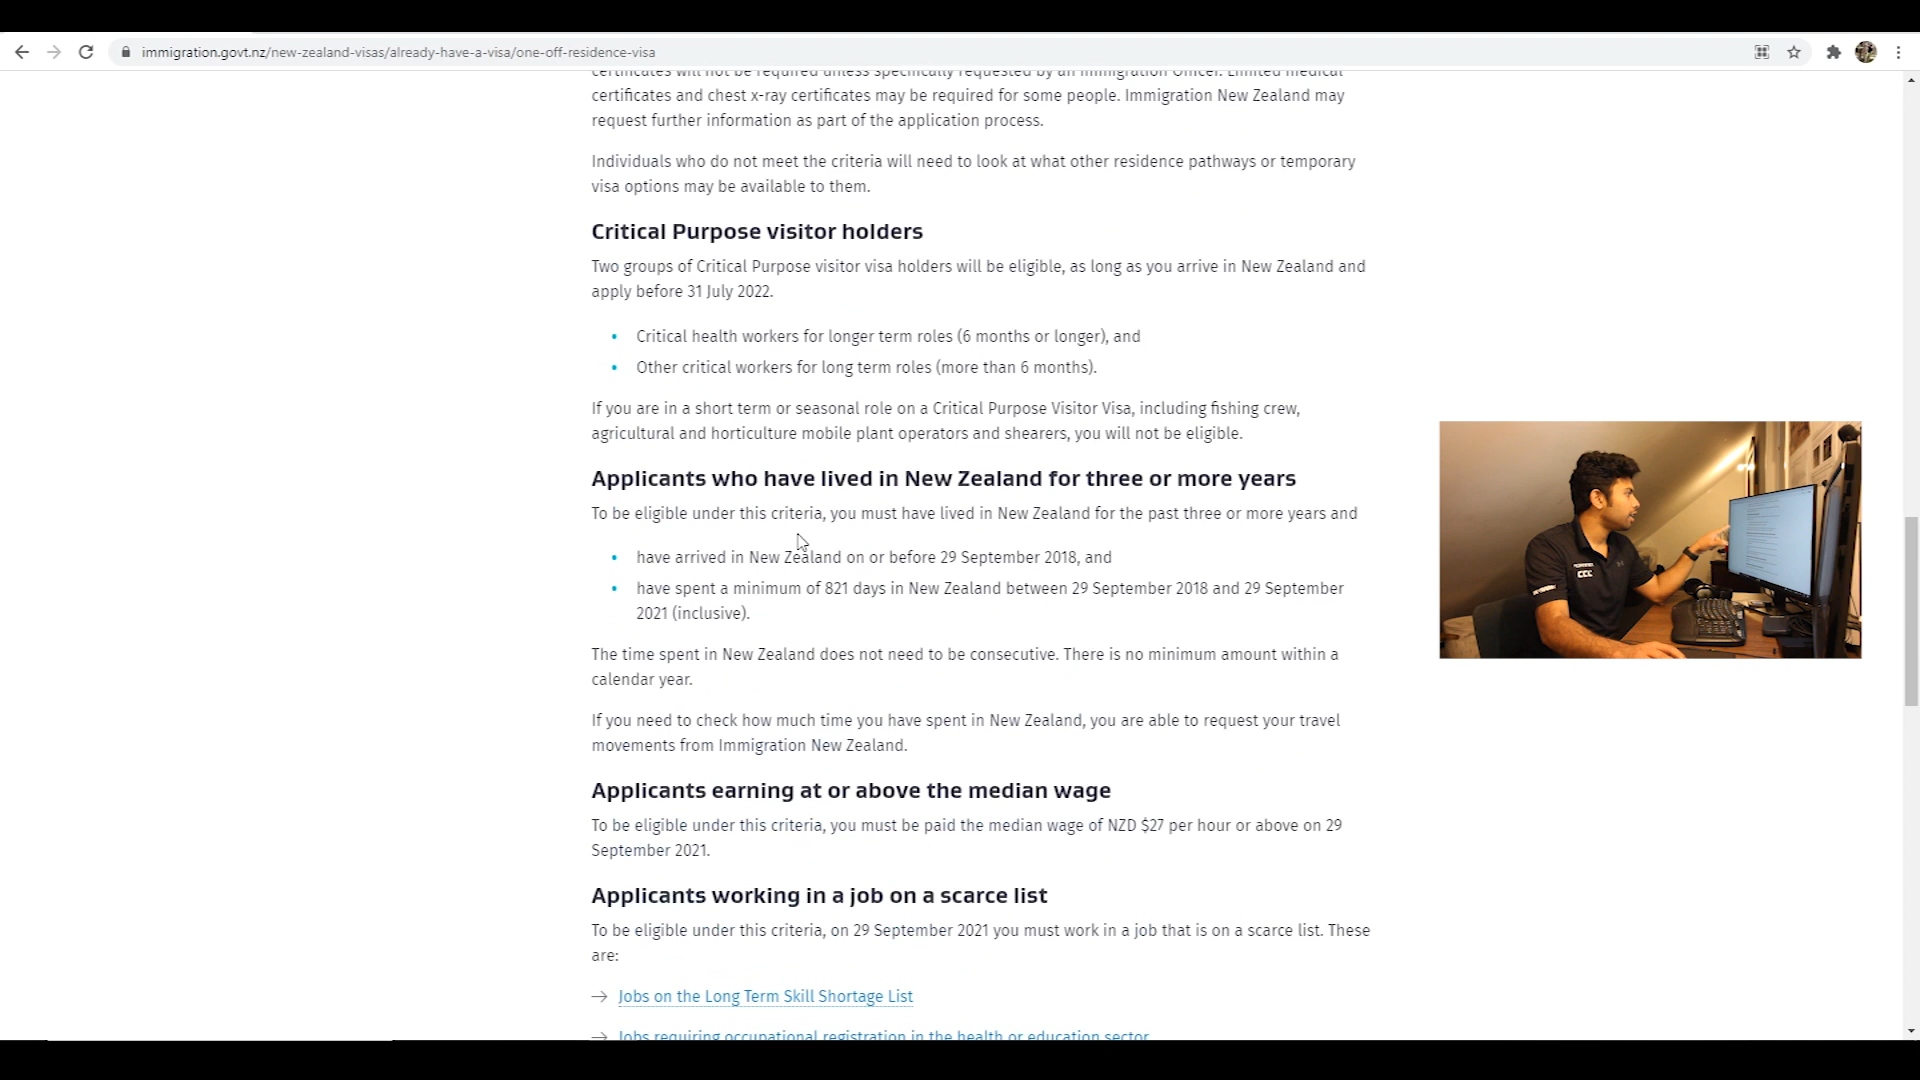 immigration.govt.nz/new-zealand-visas/already-have-a-visa/one-off-residence-visa
certificates will not be required unless specifically requested by an Immigration Officer. Limited medical
certificates and chest x-ray certificates may be required for some people. Immigration New Zealand may
request further information as part of the application process.
Individuals who do not meet the criteria will need to look at what other residence pathways or temporary
visa options may be available to them.
Critical Purpose visitor holders
Two groups of Critical Purpose visitor visa holders will be eligible, as long as you arrive in New Zealand and
apply before 31 July 2022.
• Critical health workers for longer term roles (6 months or longer), and
• Other critical workers for long term roles (more than 6 months).
If you are in a short term or seasonal role on a Critical Purpose Visitor Visa, including fishing crew,
agricultural and horticulture mobile plant operators and shearers, you will not be eligible.
Applicants who have lived in New Zealand for three or more years
To be eligible under this criteria, you must have lived in New Zealand for the past three or more years and
• have arrived in New Zealand on or before 29 September 2018, and
• have spent a minimum of 821 days in New Zealand between 29 September 2018 and 29 September
2021 (inclusive).
The time spent in New Zealand does not need to be consecutive. There is no minimum amount within a
calendar year.
If you need to check how much time you have spent in New Zealand, you are able to request your travel
movements from Immigration New Zealand.
Applicants earning at or above the median wage
To be eligible under this criteria, you must be paid the median wage of NZD $27 per hour or above on 29
September 2021.
Applicants working in a job on a scarce list
To be eligible under this criteria, on 29 September 2021 you must work in a job that is on a scarce list. These
are:
→ Jobs on the Long Term Skill Shortage List
→ Jobs requiring occupational registration in the health or education sector
CCC